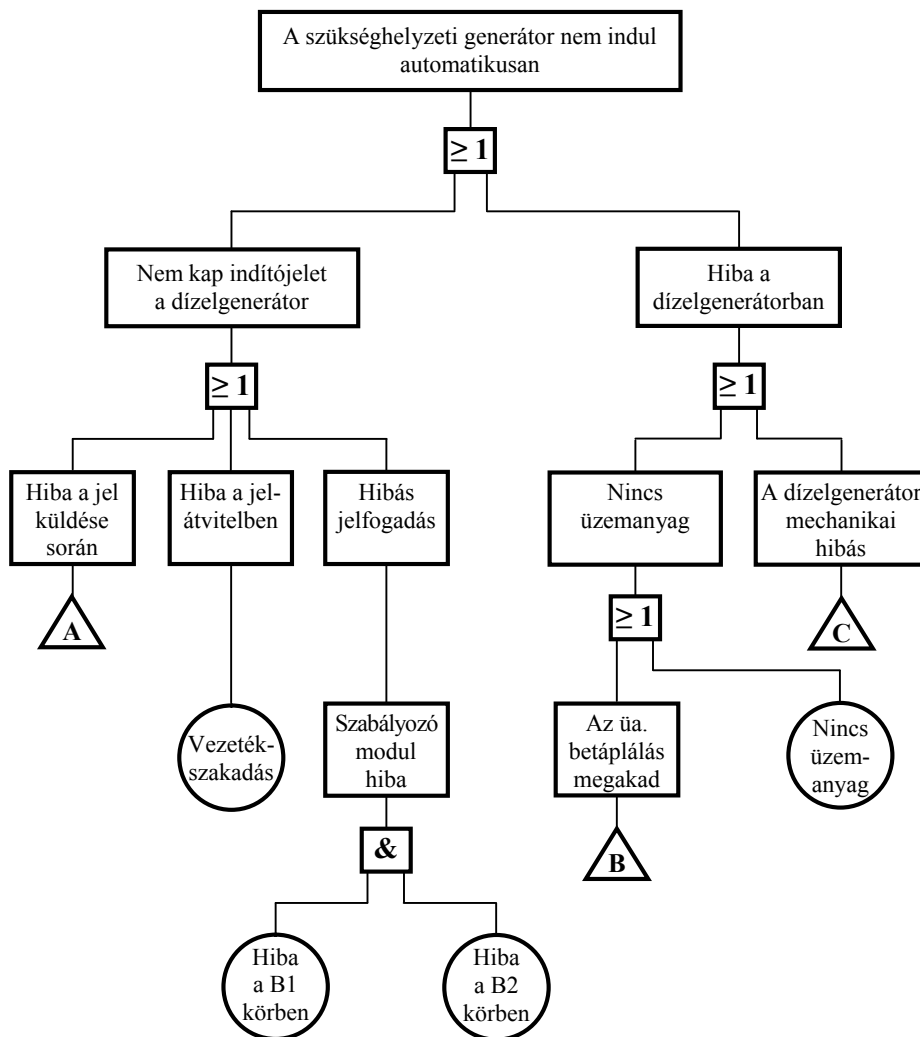 A szükséghelyzeti generátor nem indul
automatikusan
≥ 1
Nem kap indítójelet
a dízelgenerátor
Hiba a
dízelgenerátorban
≥ 1
≥ 1
Hiba a jel
küldése
során
Hiba a jel-
átvitelben
Hibás
jelfogadás
Nincs
üzemanyag
A dízelgenerátor
mechanikai
hibás
A
≥ 1
C
Vezeték-
szakadás
Szabályozó
modul
hiba
Az üa.
betáplálás
megakad
Nincs
üzem-
anyag
&
B
Hiba
a B1
körben
Hiba
a B2
körben